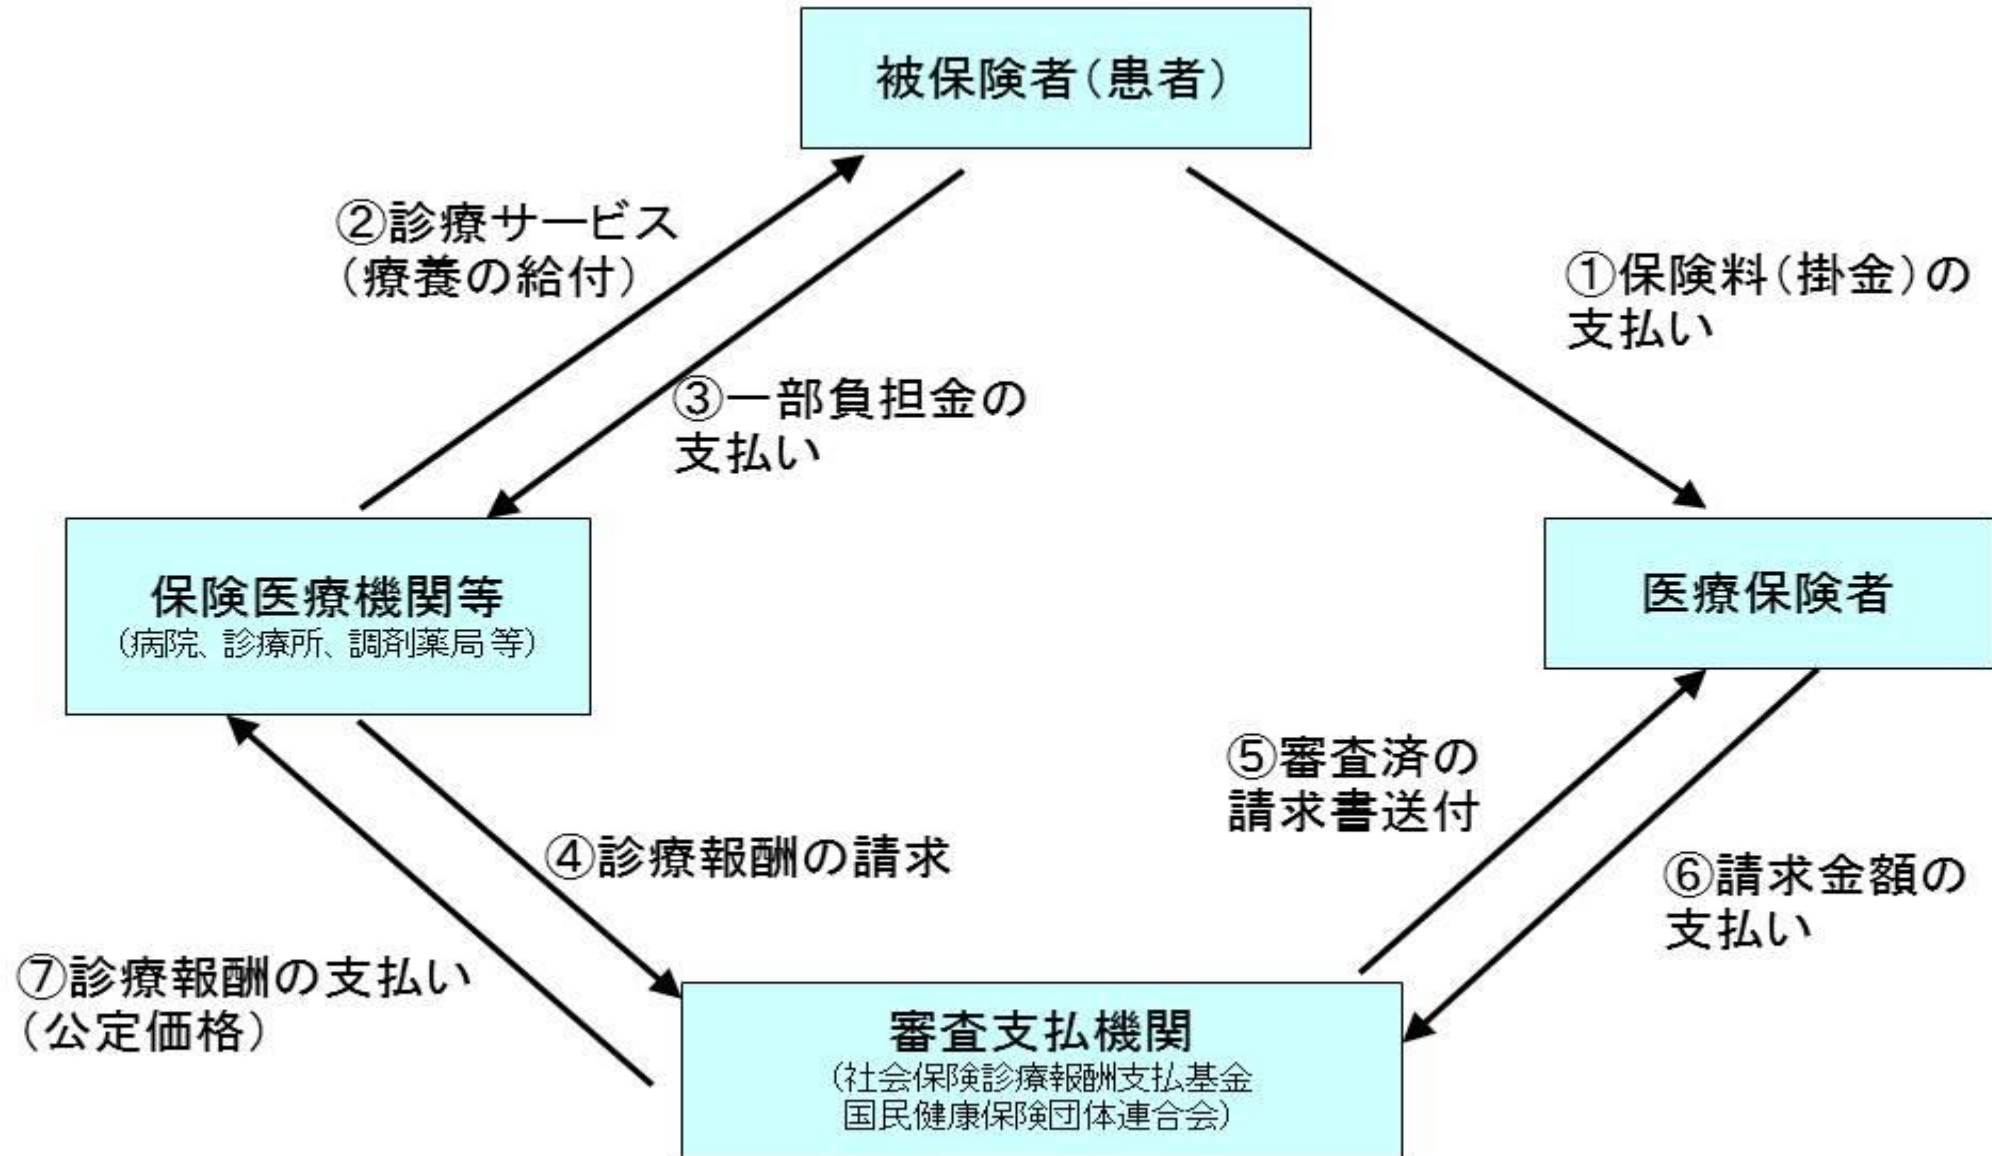 被保険者（患者）
②診療サービス
（療養の給付）
①保険料（掛金）の
支払い
③一部負担金の
支払い
保険医療機関等
（病院、診療所、調剤薬局等）
医療保険者
⑤審査済の
請求書送付
④診療報酬の請求
⑥請求金額の
支払い
⑦診療報酬の支払い
（公定価格）
審査支払機関
（社会保険診療報酬支払基金
国民健康保険団体連合会）